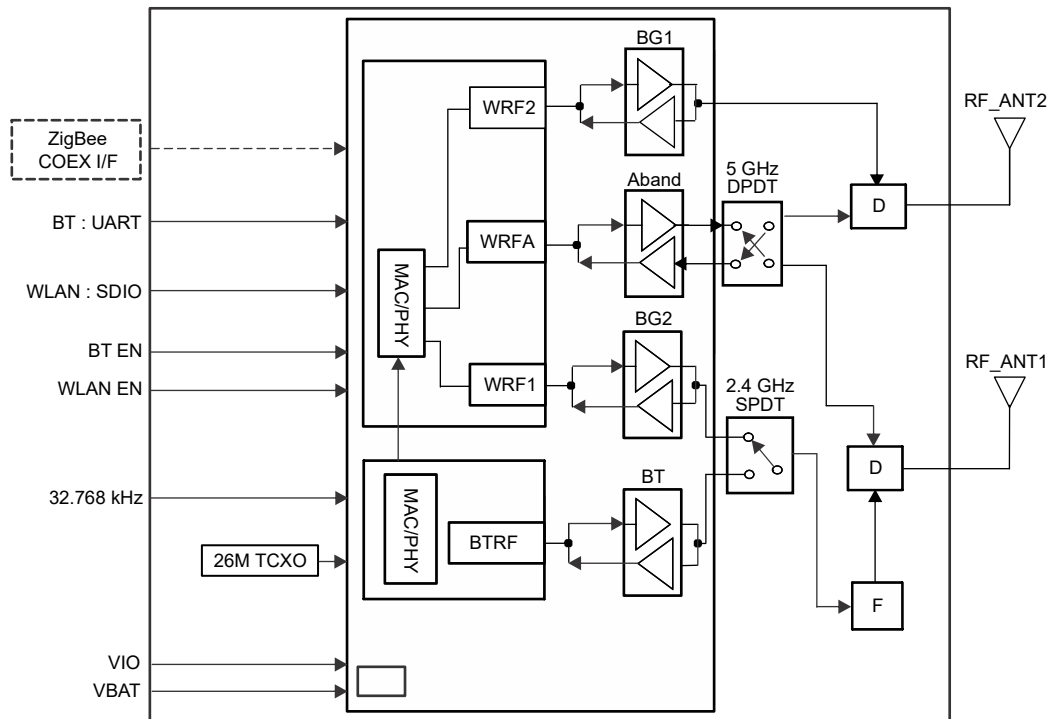 BG1
WRF2
RF_ANT2
ZigBee
COEX I/F
Aband
5 GHz
DPDT
D
BT : UART
WRFA
MAC/PHY
WLAN : SDIO
BG2
BT EN
WRF1
RF_ANT1
WLAN EN
2.4 GHz
SPDT
D
BT
32.768 kHz
MAC/PHY
BTRF
26M TCXO
F
VIO
VBAT